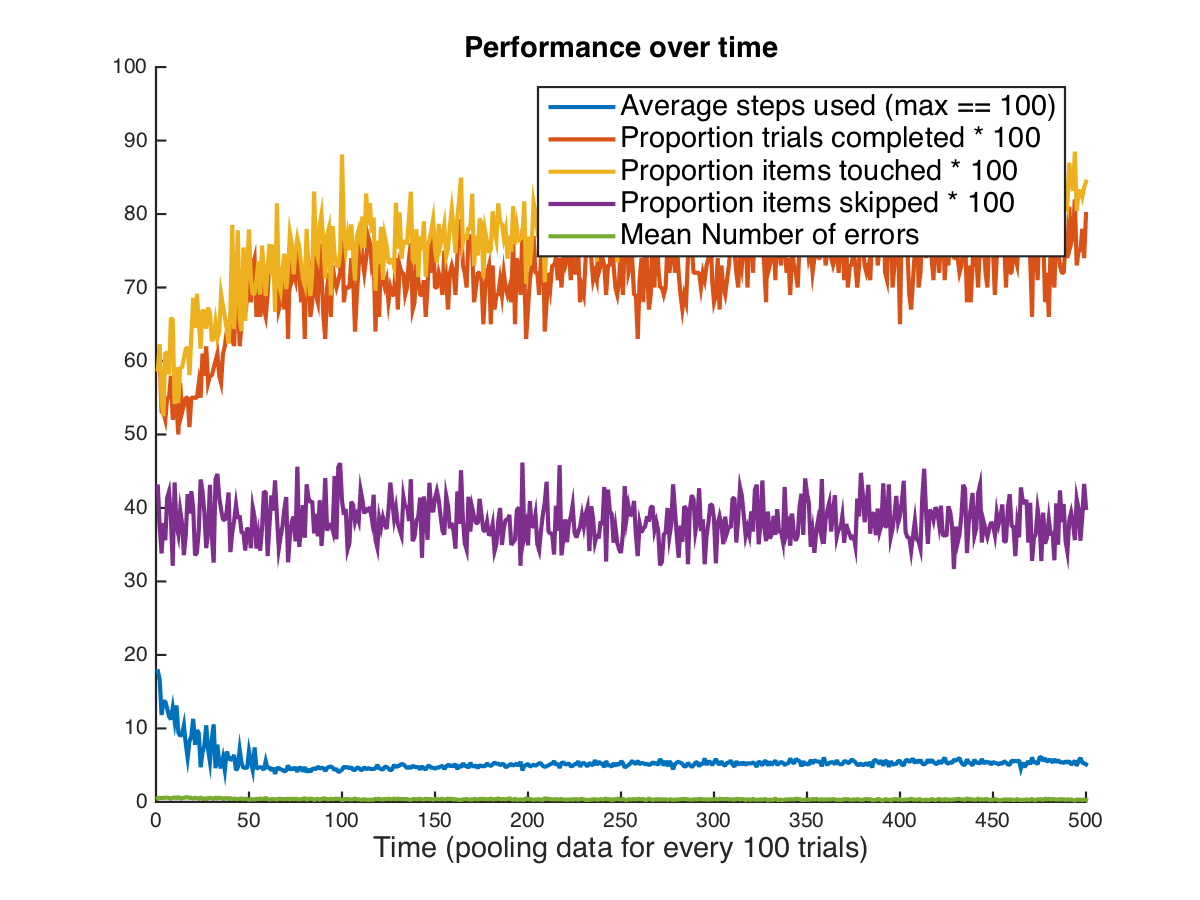 Performance over time
100
90
80
70
60
50
40
30
20
10
0
Average steps used (max == 100)
Proportion trials completed * 100
Proportion items touched * 100
Proportion items skipped * 100
Mean Number of errors
0 50 100 150 200 250 300 350 400 450 500
Time (pooling data for every 100 trials)